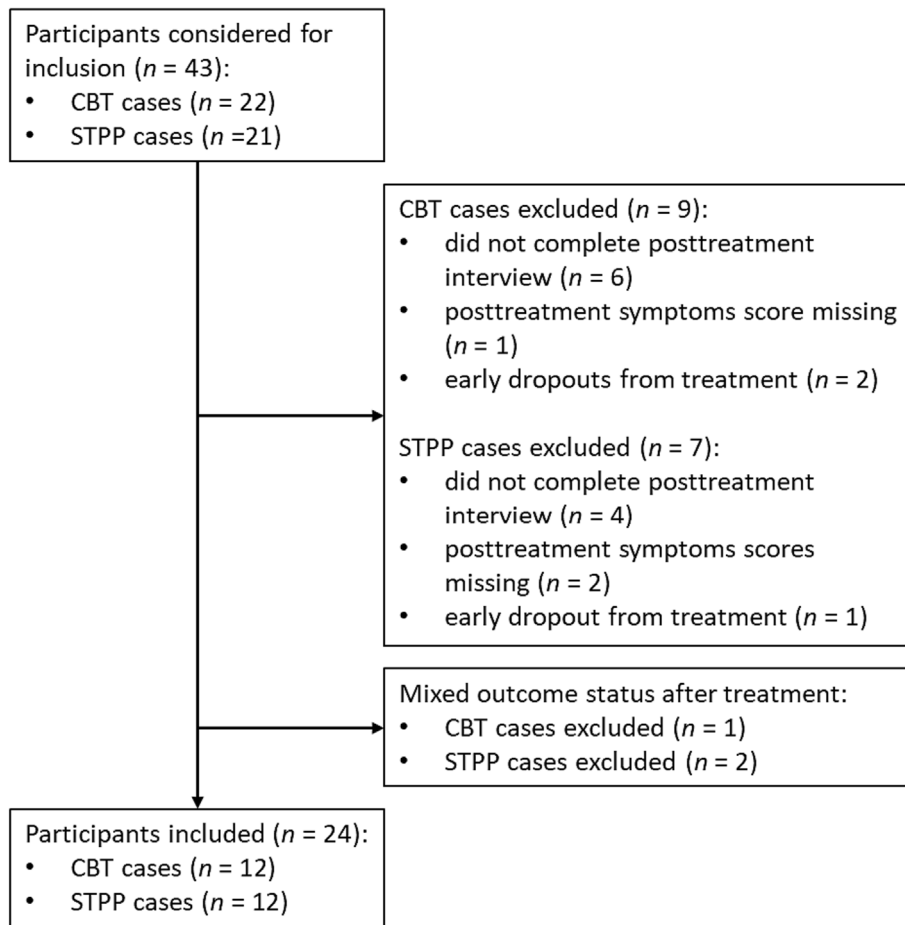 Participants considered for
inclusion (n = 43):
• CBT cases (n = 22)
• STPP cases (n =21)
CBT cases excluded (n = 9):
• did not complete posttreatment
interview (n = 6)
• posttreatment symptoms score missing
(n = 1)
• early dropouts from treatment (n = 2)
STPP cases excluded (n = 7):
• did not complete posttreatment
interview (n = 4)
• posttreatment symptoms scores
missing (n = 2)
• early dropout from treatment (n = 1)
Mixed outcome status after treatment:
• CBT cases excluded (n = 1)
• STPP cases excluded (n = 2)
Participants included (n = 24):
• CBT cases (n = 12)
• STPP cases (n = 12)